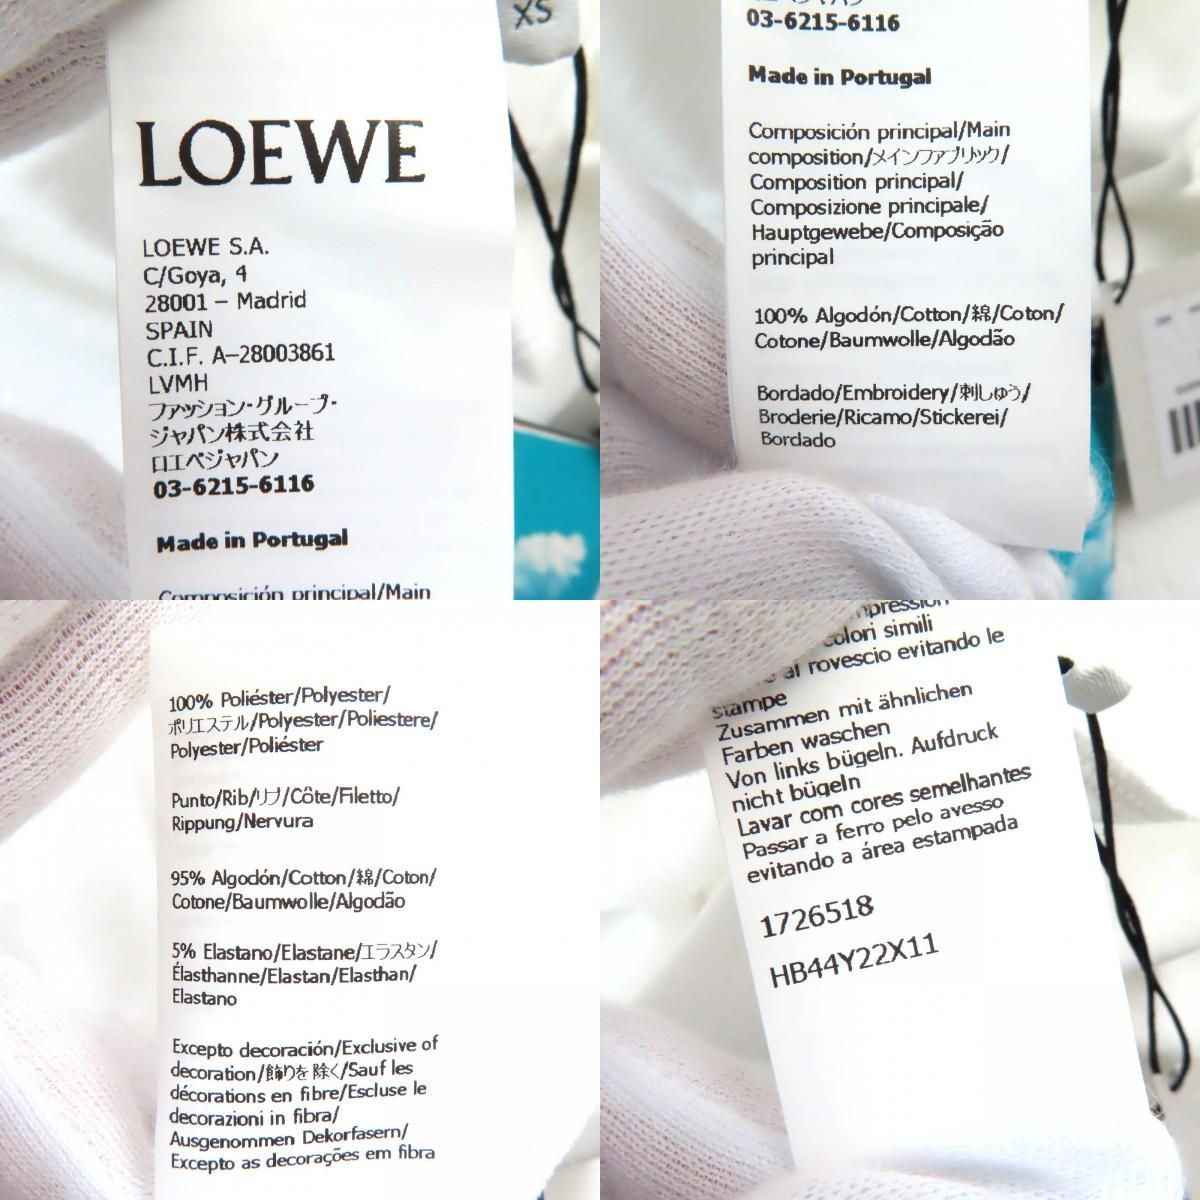 XS
LOEWE
LOEWE S.A.
C/Goya, 4
28001 – Madrid
SPAIN
C.I.F. A-28003861
LVMH
ファッション・グループ・
ジャパン株式会社
ロエベジャパン
03-6215-6116
Made in Portugal
Composición principal/Main
03-6215-6116
Made in Portugal
Composición principal/Main
composition/メインファブリック/
Composition principal/
Composizione principale/
Hauptgewebe/Composição
principal
100% Algodón/Cotton/綿/Coton/
Cotone/Baumwolle/Algodão
Bordado/Embroidery/刺しゅう/
Broderie/Ricamo/Stickerei/
Bordado
100% Poliéster/Polyester/
ポリエステル/Polyester/Poliestere/
Polyester/Poliéster
Punto/Rib/リブ/Côte/Filetto/
Rippung/Nervura
95% Algodón/Cotton/綿/Coton/
Cotone/Baumwolle/Algodão
5% Elastano/Elastane/エラスタン/
Élasthanne/Elastan/Elasthan/
Elastano
Excepto decoración/Exclusive of
decoration/飾りを除く/Sauf les
décorations en fibre/Escluse le
decorazioni in fibra/
Ausgenommen Dekorfasern/
Excepto as decorações em fibra
simili
al rovescio evitando le
stampe
Zusammen mit ähnlichen
Farben waschen
Von links bügeln. Aufdruck
nicht bügeln
Lavar com cores semelhantes
Passar a ferro pelo avesso
evitando a área estampada
1726518
HB44Y22X11